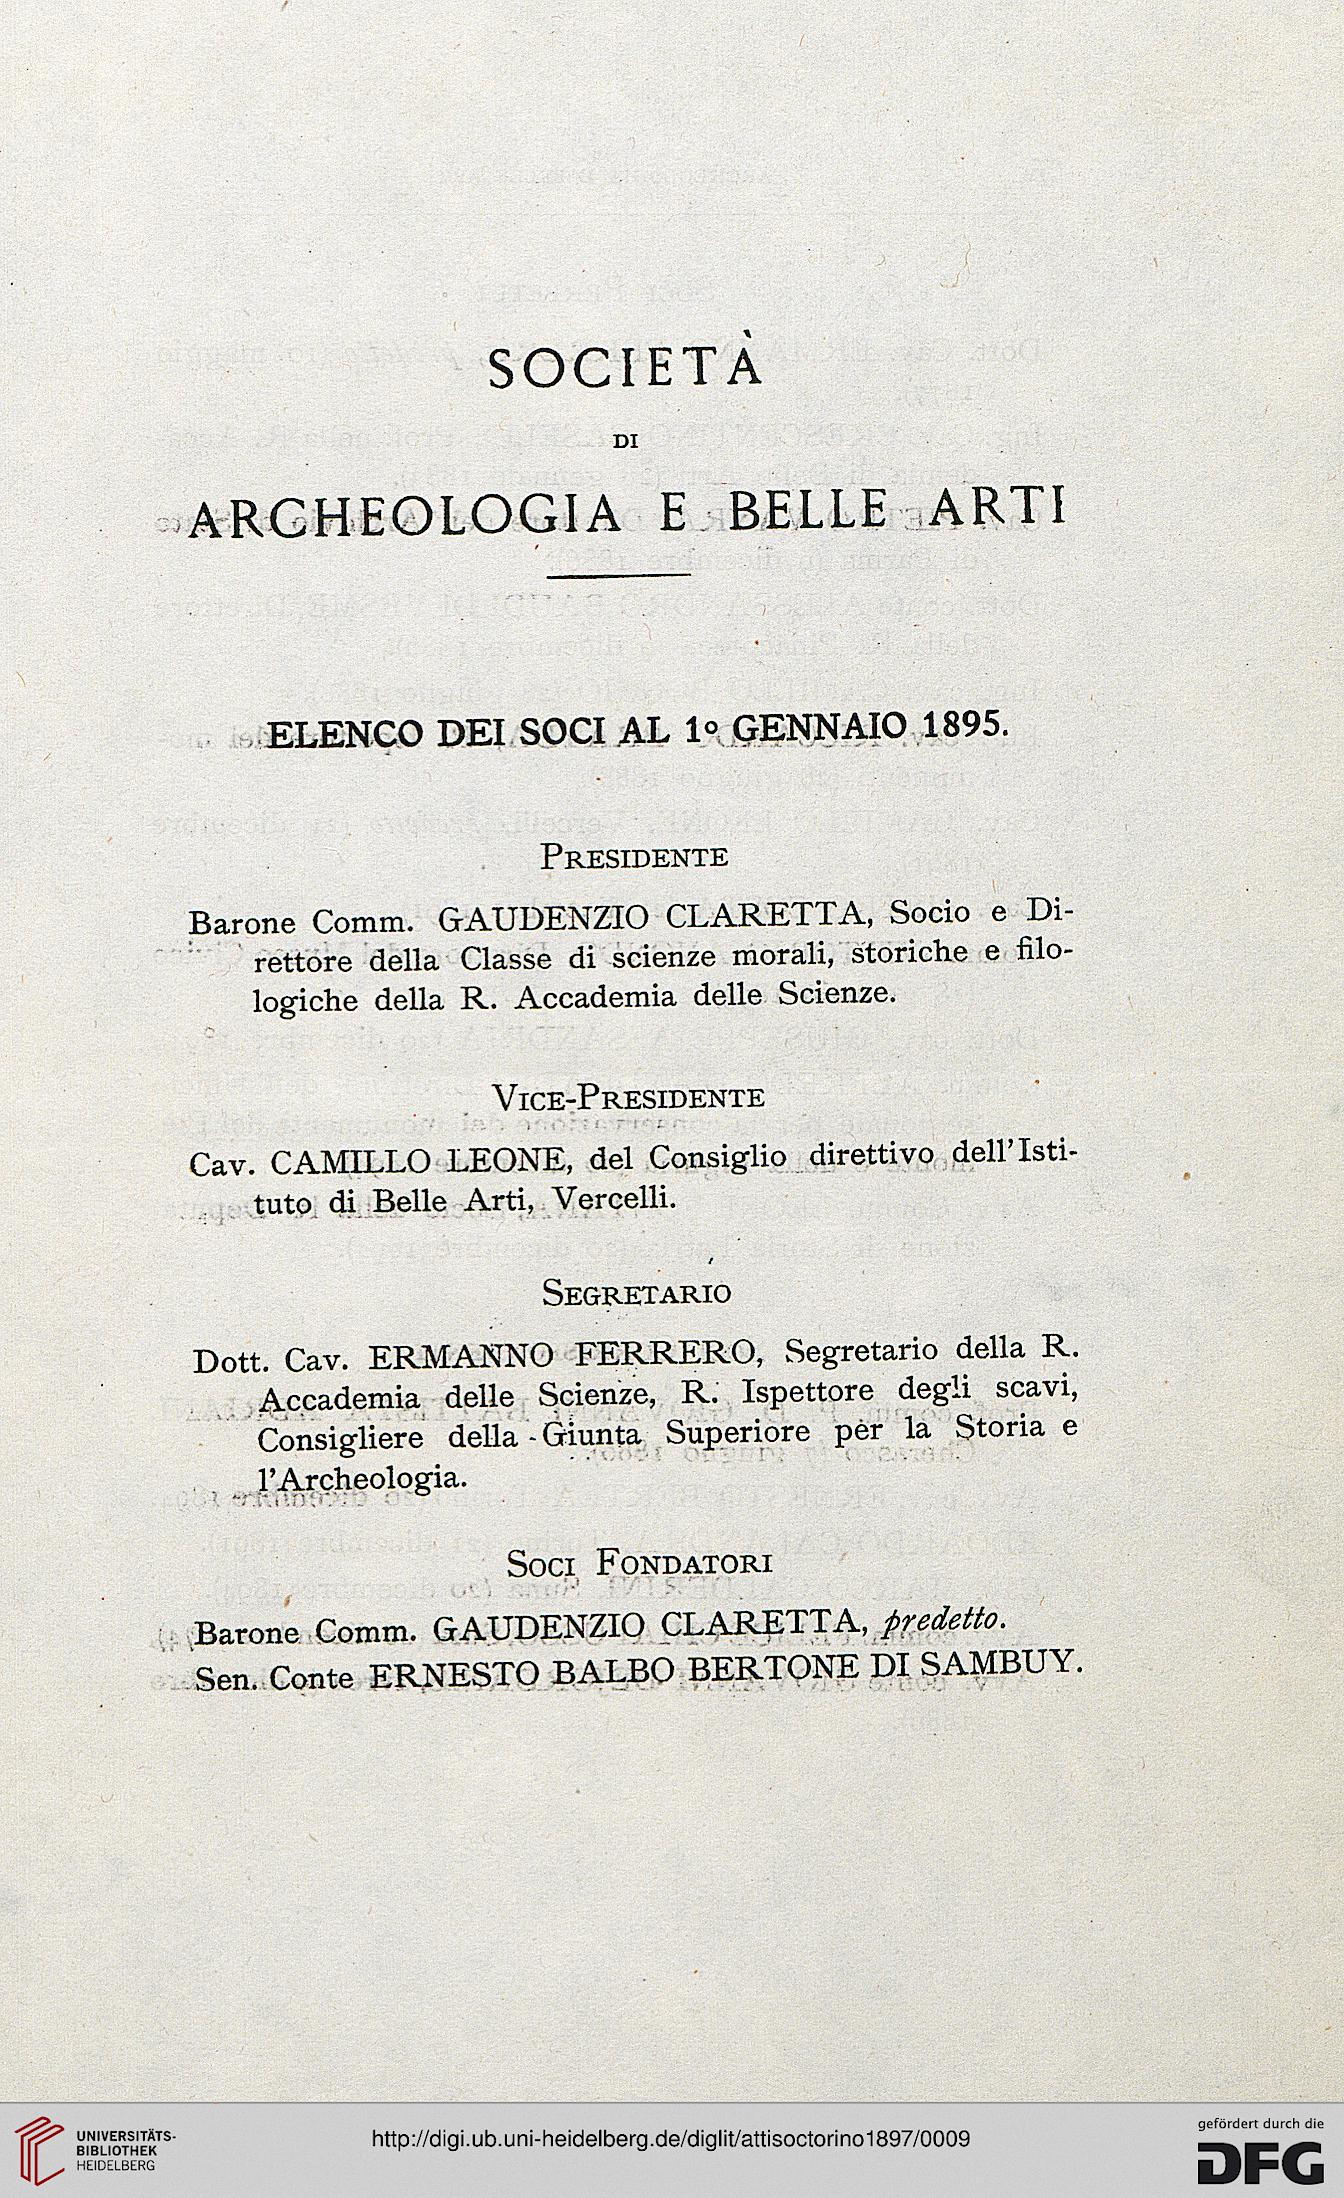 SOCIETÀ
DI
ARCHEOLOGIA E BELLE ARTI
ELENCO DEI SOCI AL 1º GENNAIO 1895.
PRESIDENTE
Barone Comm. GAUDENZIO CLARETTA, Socio e Di-
rettore della Classe di scienze morali, storiche e filo-
logiche della R. Accademia delle Scienze.
VICE-PRESIDENTE
Cav. CAMILLO LEONE, del Consiglio direttivo dell'Isti-
tuto di Belle Arti, Vercelli.
SEGRETARIO
Dott. Cav. ERMANNO FERRERO, Segretario della R.
Accademia delle Scienze, R. Ispettore degli scavi,
Consigliere della Giunta Superiore per la Storia e
l'Archeologia.
SOCI FONDATORI
Barone Comm. GAUDENZIO CLARETTA, predetto.
Sen. Conte ERNESTO BALBO BERTONE DI SAMBUY.
UNIVERSITÄTS-
BIBLIOTHEK
HEIDELBERG
http://digi.ub.uni-heidelberg.de/diglit/attisoctorino1897/0009
gefördert durch die
DFG